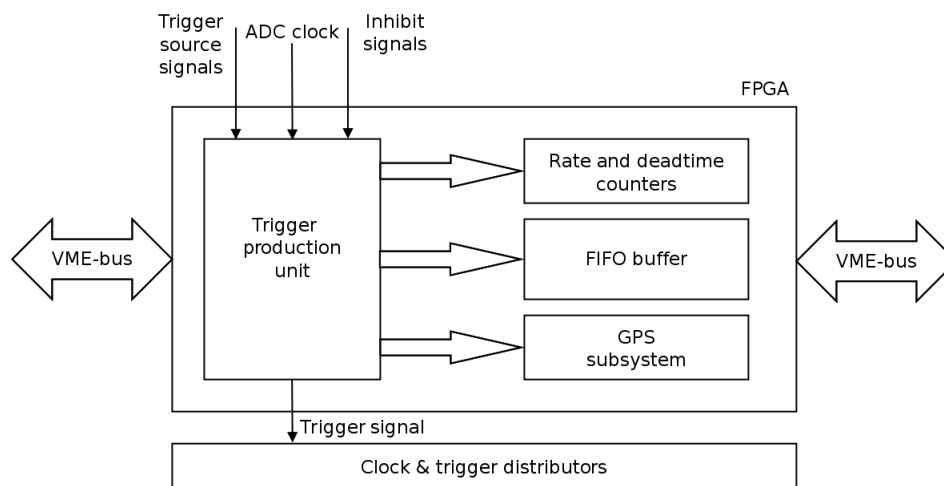 Trigger
source
signals
ADC clock
Inhibit
signals
FPGA
Rate and deadtime
counters
Trigger
production
unit
VME-bus
FIFO buffer
VME-bus
GPS
subsystem
Trigger signal
Clock & trigger distributors